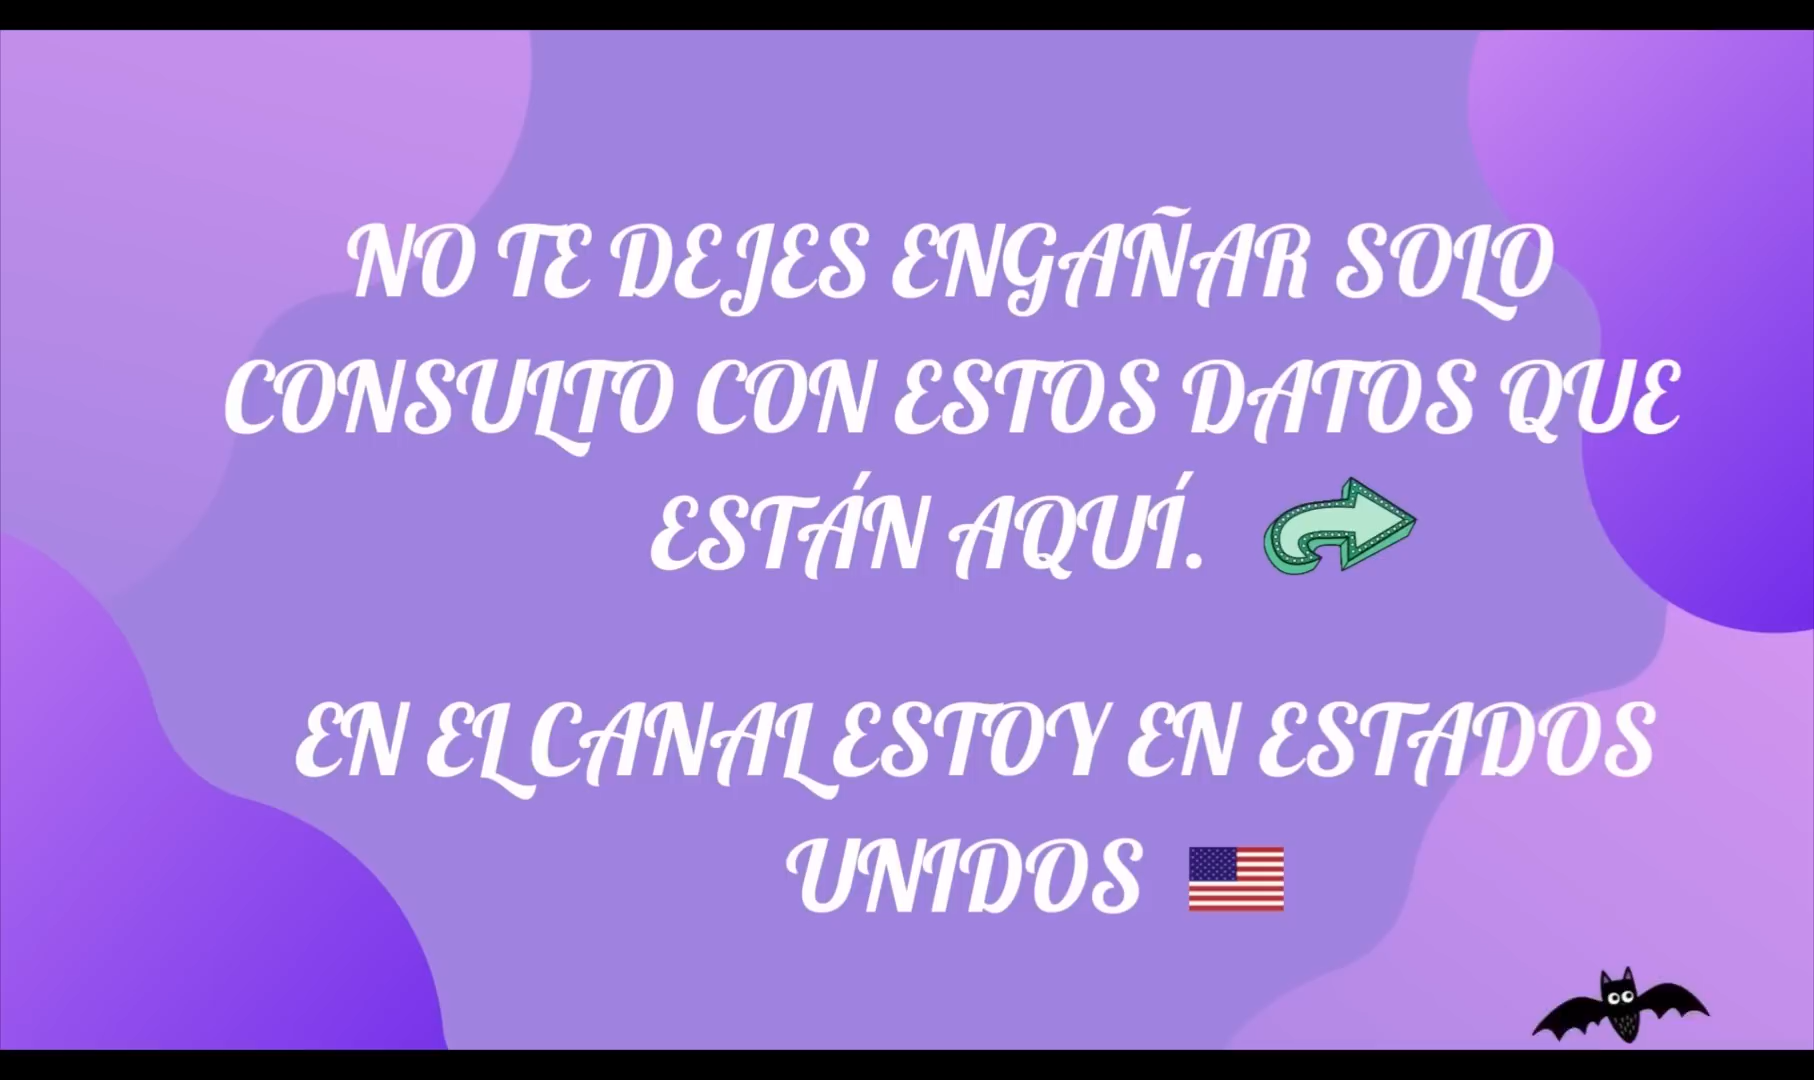 NO TE DEJES ENGAÑAR SOLO
CONSULTO CON ESTOS DATOS QUE
ESTÁN AQUÍ.
EN EL CANAL ESTOY EN ESTADOS
UNIDOS